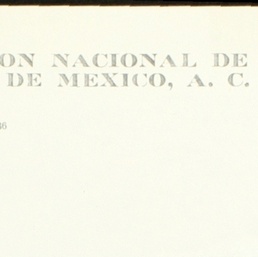 ON NACIONAL DE
DE MEXICO, A. C.